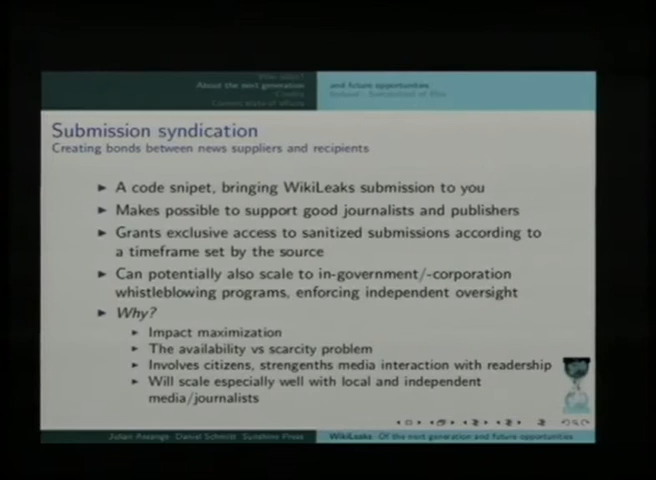 About the next generation
Current state of affairs
and future opportunities
Submission syndication
Creating bonds between news suppliers and recipients
A code snipet, bringing WikiLeaks submission to you
Makes possible to support good journalists and publishers
Grants exclusive access to sanitized submissions according to
a timeframe set by the source
Can potentially also scale to in-government/-corporation
whistleblowing programs, enforcing independent oversight
Why?
Impact maximization
The availability vs scarcity problem
Involves citizens, strengenths media interaction with readership
Will scale especially well with local and independent
media/journalists
Julian Assange, Daniel Schmitt, Sunshine Press
WikiLeaks Of the next generation and future opportunities